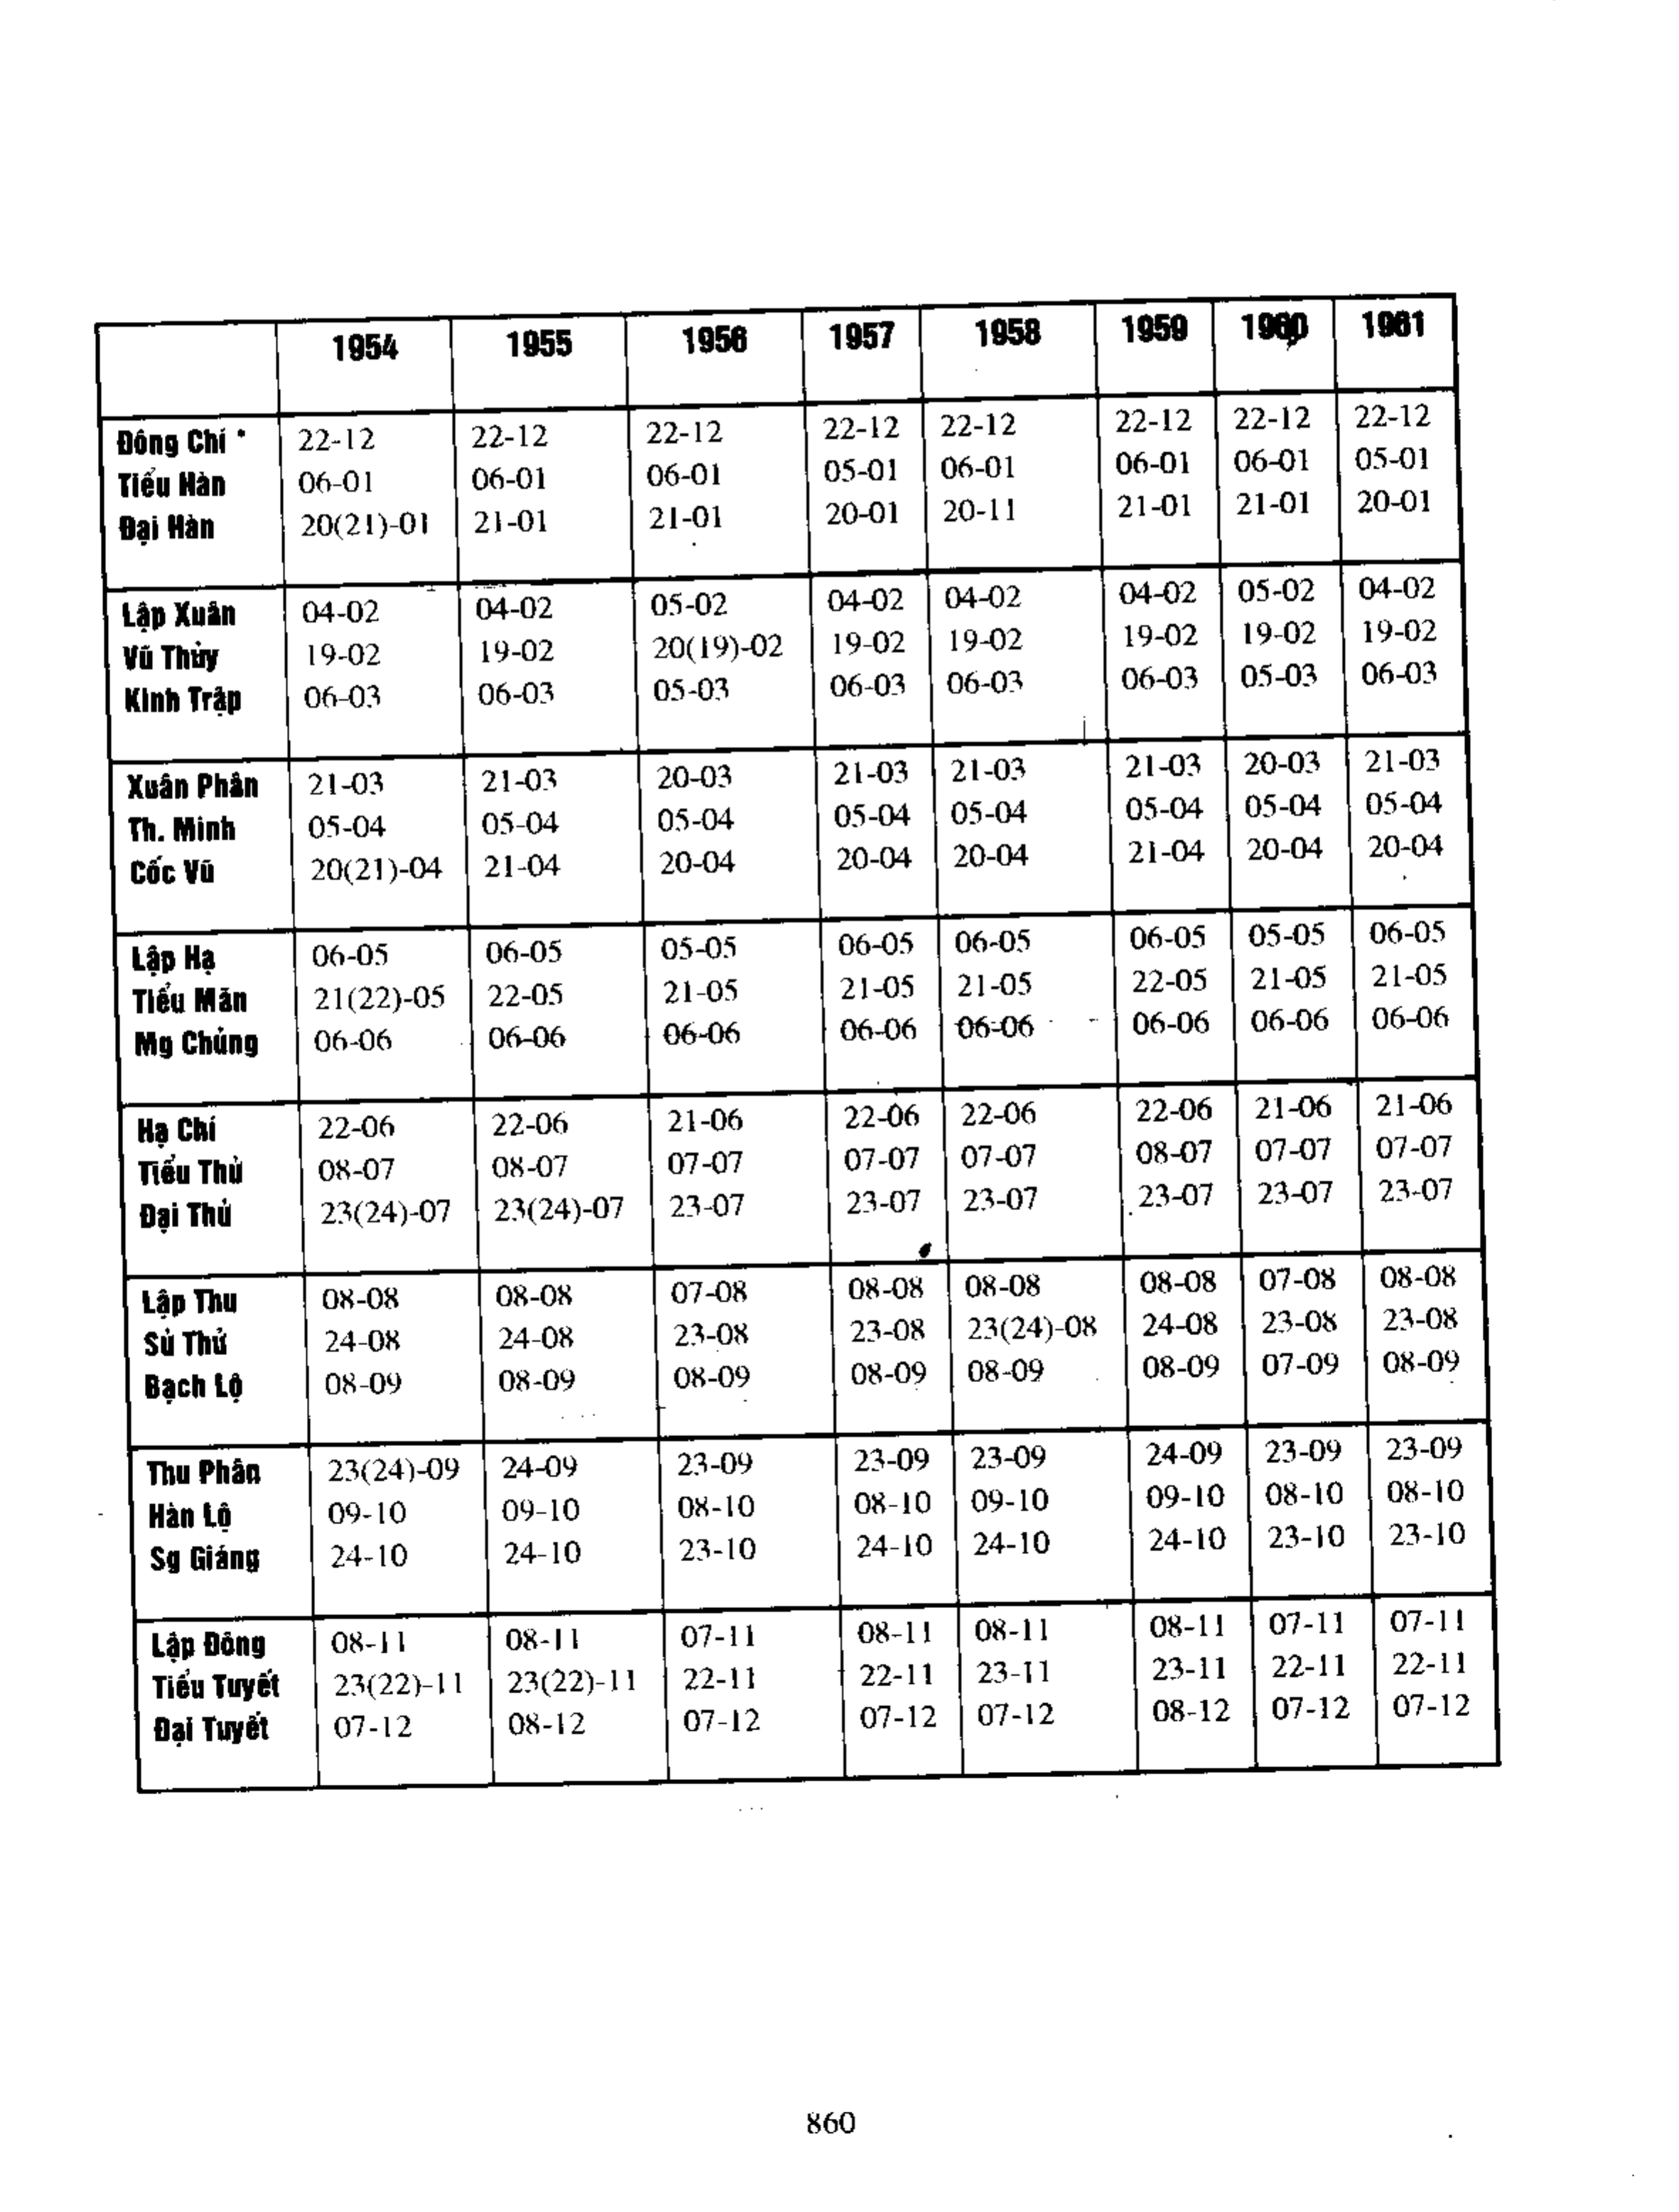 1954 1955 1956 1957 1958 1959 1960 1961
Đông Chí * 22-12 22-12 22-12 22-12 22-12 22-12 22-12 22-12
Tiểu Hàn 06-01 06-01 06-01 05-01 06-01 06-01 06-01 05-01
Đại Hàn 20(21)-01 21-01 21-01 20-01 20-11 21-01 21-01 20-01
Lập Xuân 04-02 04-02 05-02 04-02 04-02 04-02 05-02 04-02
Vũ Thủy 19-02 19-02 20(19)-02 19-02 19-02 19-02 19-02 19-02
Kinh Trập 06-03 06-03 05-03 06-03 06-03 06-03 05-03 06-03
Xuân Phân 21-03 21-03 20-03 21-03 21-03 21-03 20-03 21-03
Th. Minh 05-04 05-04 05-04 05-04 05-04 05-04 05-04 05-04
Cốc Vũ 20(21)-04 21-04 20-04 20-04 20-04 21-04 20-04 20-04
Lập Hạ 06-05 06-05 05-05 06-05 06-05 06-05 05-05 06-05
Tiểu Mãn 21(22)-05 22-05 21-05 21-05 21-05 22-05 21-05 21-05
Mg Chủng 06-06 06-06 06-06 06-06 06-06 06-06 06-06 06-06
Hạ Chí 22-06 22-06 21-06 22-06 22-06 22-06 21-06 21-06
Tiểu Thử 08-07 08-07 07-07 07-07 07-07 08-07 07-07 07-07
Đại Thử 23(24)-07 23(24)-07 23-07 23-07 23-07 23-07 23-07 23-07
Lập Thu 08-08 08-08 07-08 08-08 08-08 08-08 07-08 08-08
Sử Thử 24-08 24-08 23-08 23-08 23(24)-08 24-08 23-08 23-08
Bạch Lộ 08-09 08-09 08-09 08-09 08-09 08-09 07-09 08-09
Thu Phân 23(24)-09 24-09 23-09 23-09 23-09 24-09 23-09 23-09
Hàn Lộ 09-10 09-10 08-10 08-10 09-10 09-10 08-10 08-10
Sg Giáng 24-10 24-10 23-10 24-10 24-10 24-10 23-10 23-10
Lập Đông 08-11 08-11 07-11 08-11 08-11 08-11 07-11 07-11
Tiểu Tuyết 23(22)-11 23(22)-11 22-11 22-11 23-11 23-11 22-11 22-11
Đại Tuyết 07-12 08-12 07-12 07-12 07-12 08-12 07-12 07-12
860